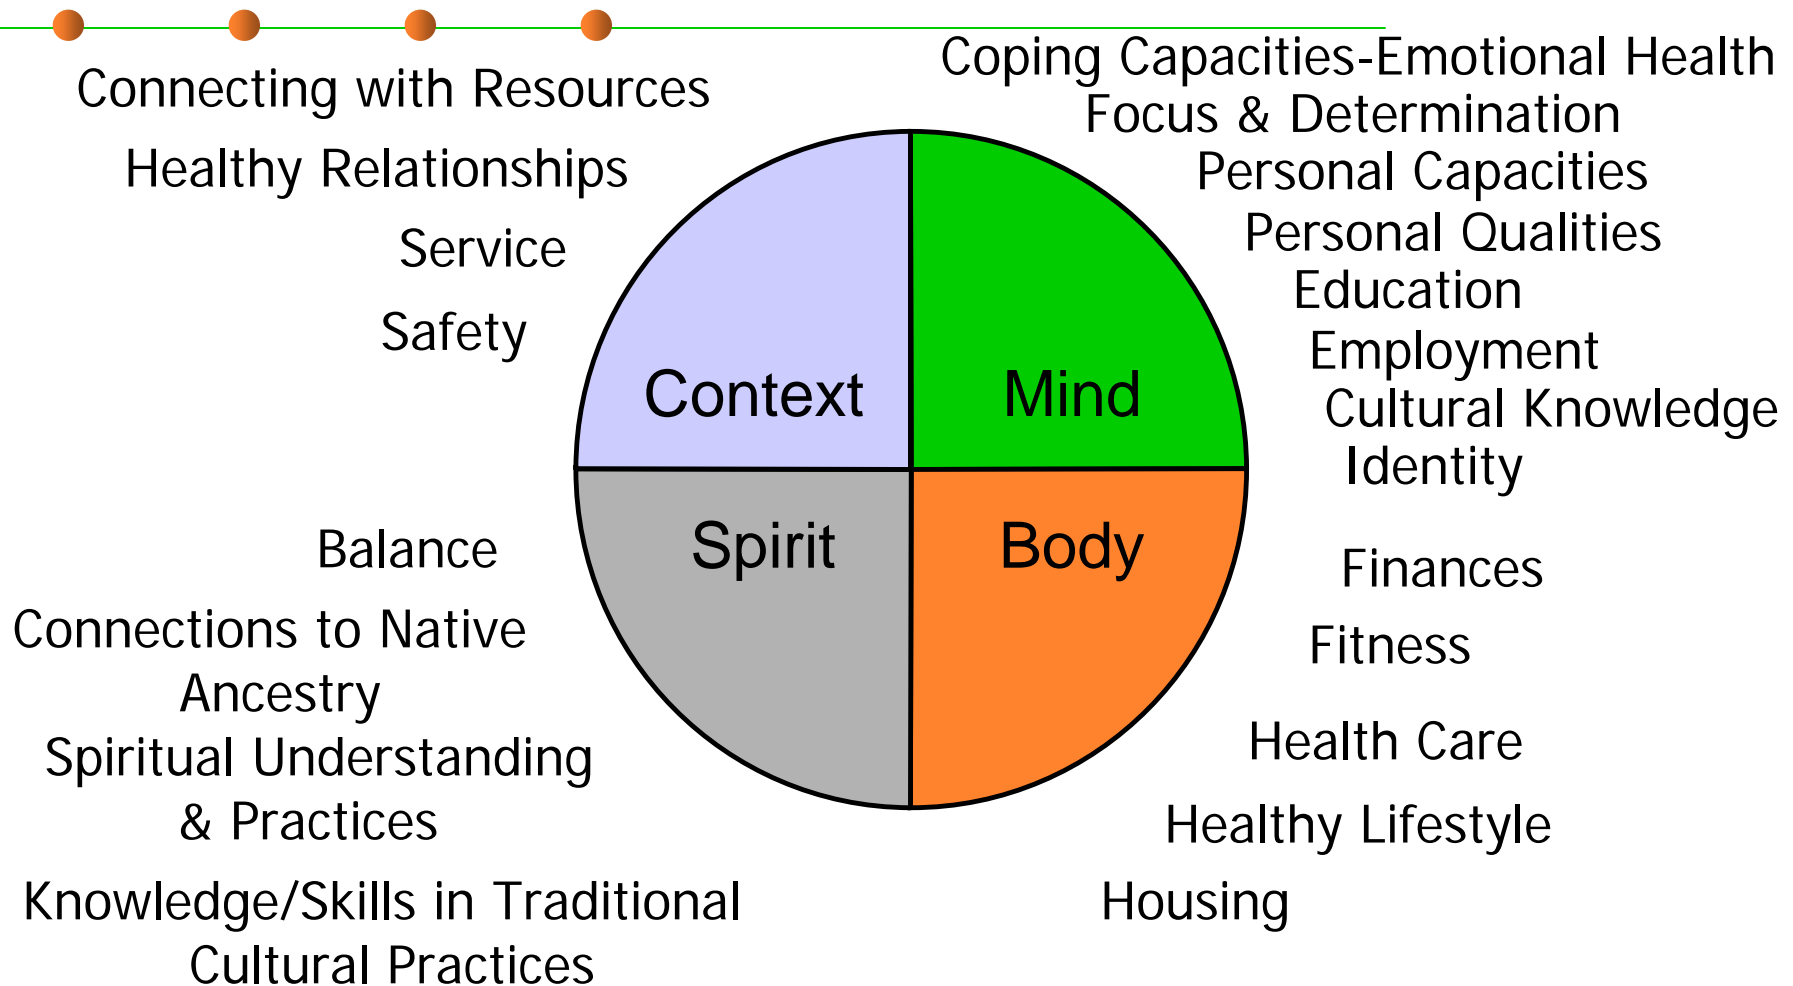 Connecting with Resources
Healthy Relationships
Service
Safety
Coping Capacities-Emotional Health
Focus & Determination
Personal Capacities
Personal Qualities
Education
Employment
Cultural Knowledge
Identity
Context
Mind
Spirit
Body
Balance
Connections to Native
Ancestry
Spiritual Understanding
& Practices
Knowledge/Skills in Traditional
Cultural Practices
Finances
Fitness
Health Care
Healthy Lifestyle
Housing